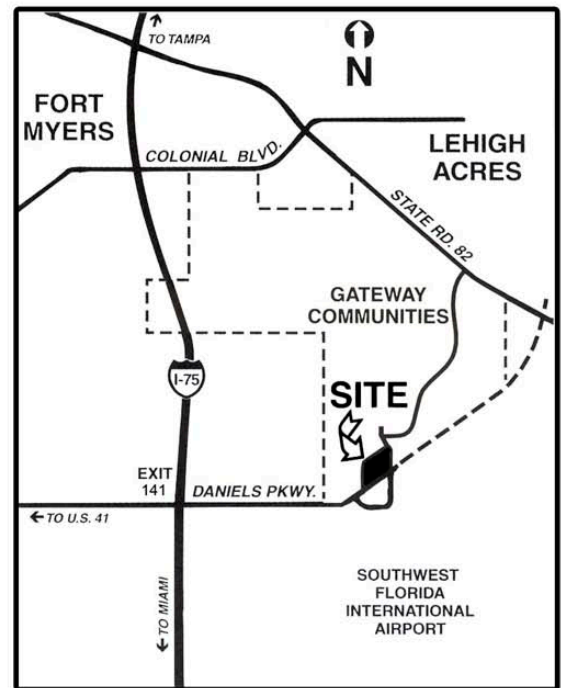 ← TO TAMPA
N
FORT
MYERS
COLONIAL BLVD.
LEHIGH
ACRES
STATE RD. 82
GATEWAY
COMMUNITIES
I-75
SITE
EXIT
141
DANIELS PKWY.
← TO U.S. 41
← TO MIAMI
SOUTHWEST
FLORIDA
INTERNATIONAL
AIRPORT